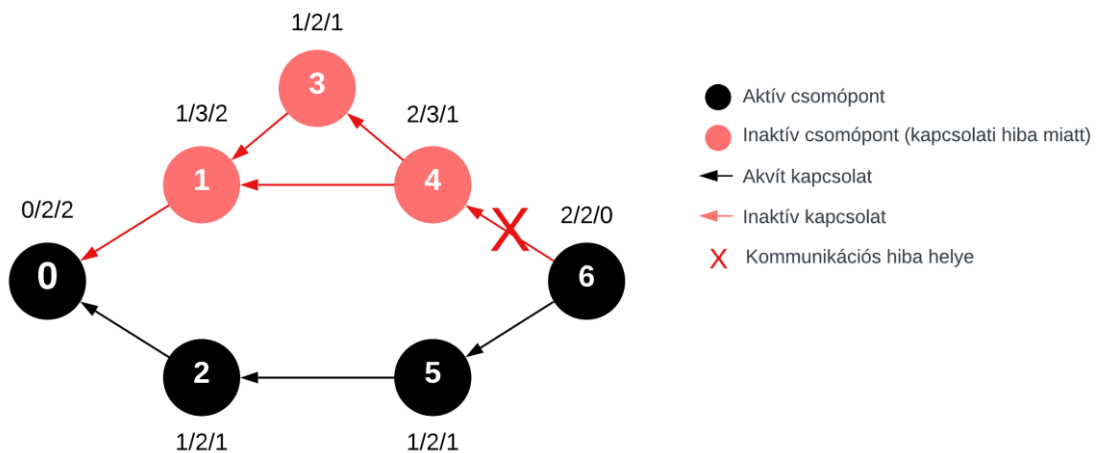 1/2/1
3
1/3/2
2/3/1
1
4
0/2/2
2/2/0
X
0
6
2
5
1/2/1
1/2/1
Aktív csomópont
Inaktív csomópont (kapcsolati hiba miatt)
Akvít kapcsolat
Inaktív kapcsolat
X Kommunikációs hiba helye